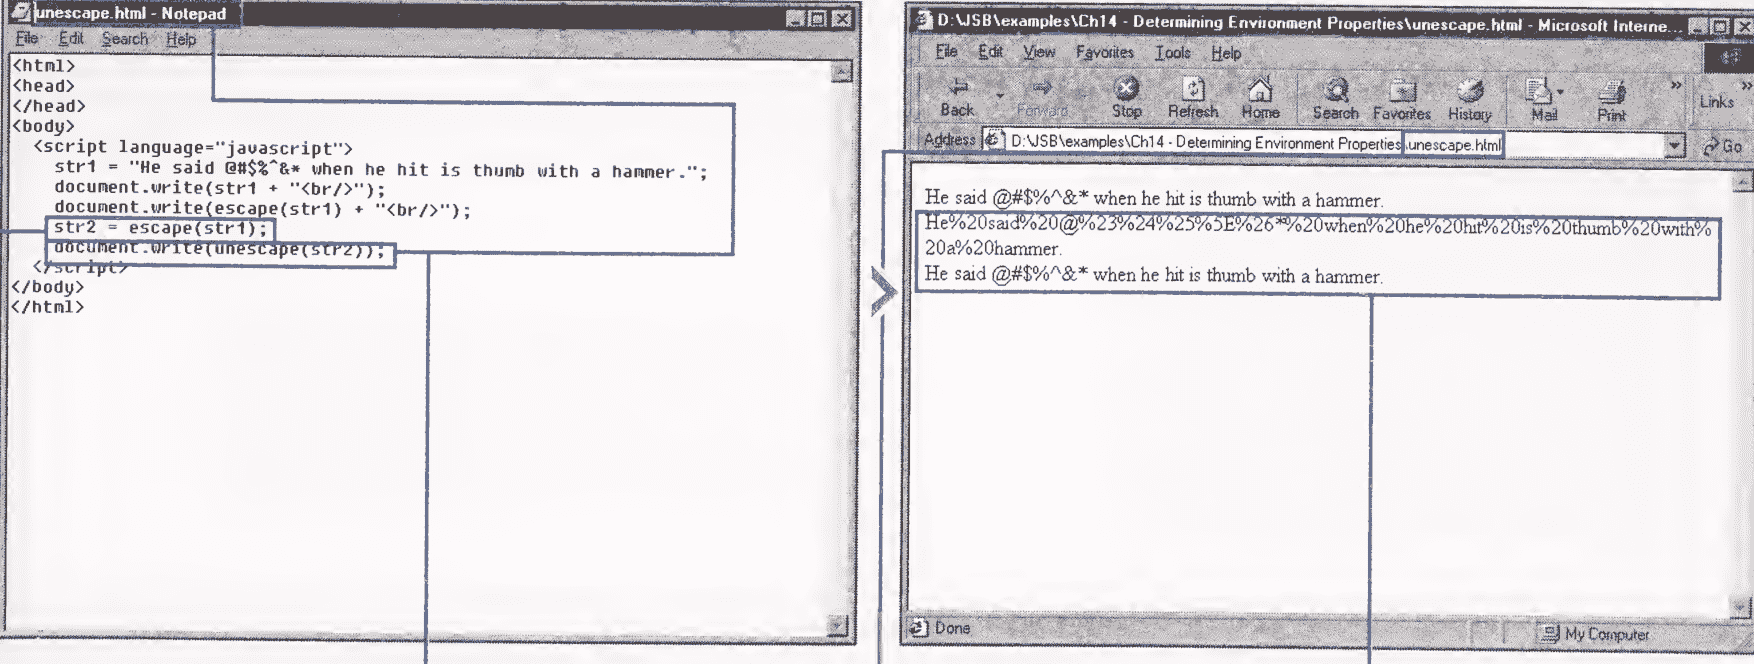 unescape.html - Notepad
File Edit Search Help
<html>
<head>
</head>
<body>
<script language="javascript">
str1 = "He said @#$%^&* when he hit is thumb with a hammer.";
document.write(str1 + "<br/>");
document.write(escape(str1) + "<br/>");
str2 = escape(str1);
document.write(unescape(str2));
</script>
</body>
</html>
D:\JSB\examples\Ch14 - Determining Environment Properties\unescape.html - Microsoft Interne...
File Edit View Favorites Tools Help
Back Forward Stop Refresh Home Search Favorites History Mail Print » Links »
Address D:\JSB\examples\Ch14 - Determining Environment Properties\unescape.html Go
He said @#$%^&* when he hit is thumb with a hammer.
He%20said%20@%23%24%25%5E%26*%20when%20he%20hit%20is%20thumb%20with%
20a%20hammer.
He said @#$%^&* when he hit is thumb with a hammer.
Done My Computer